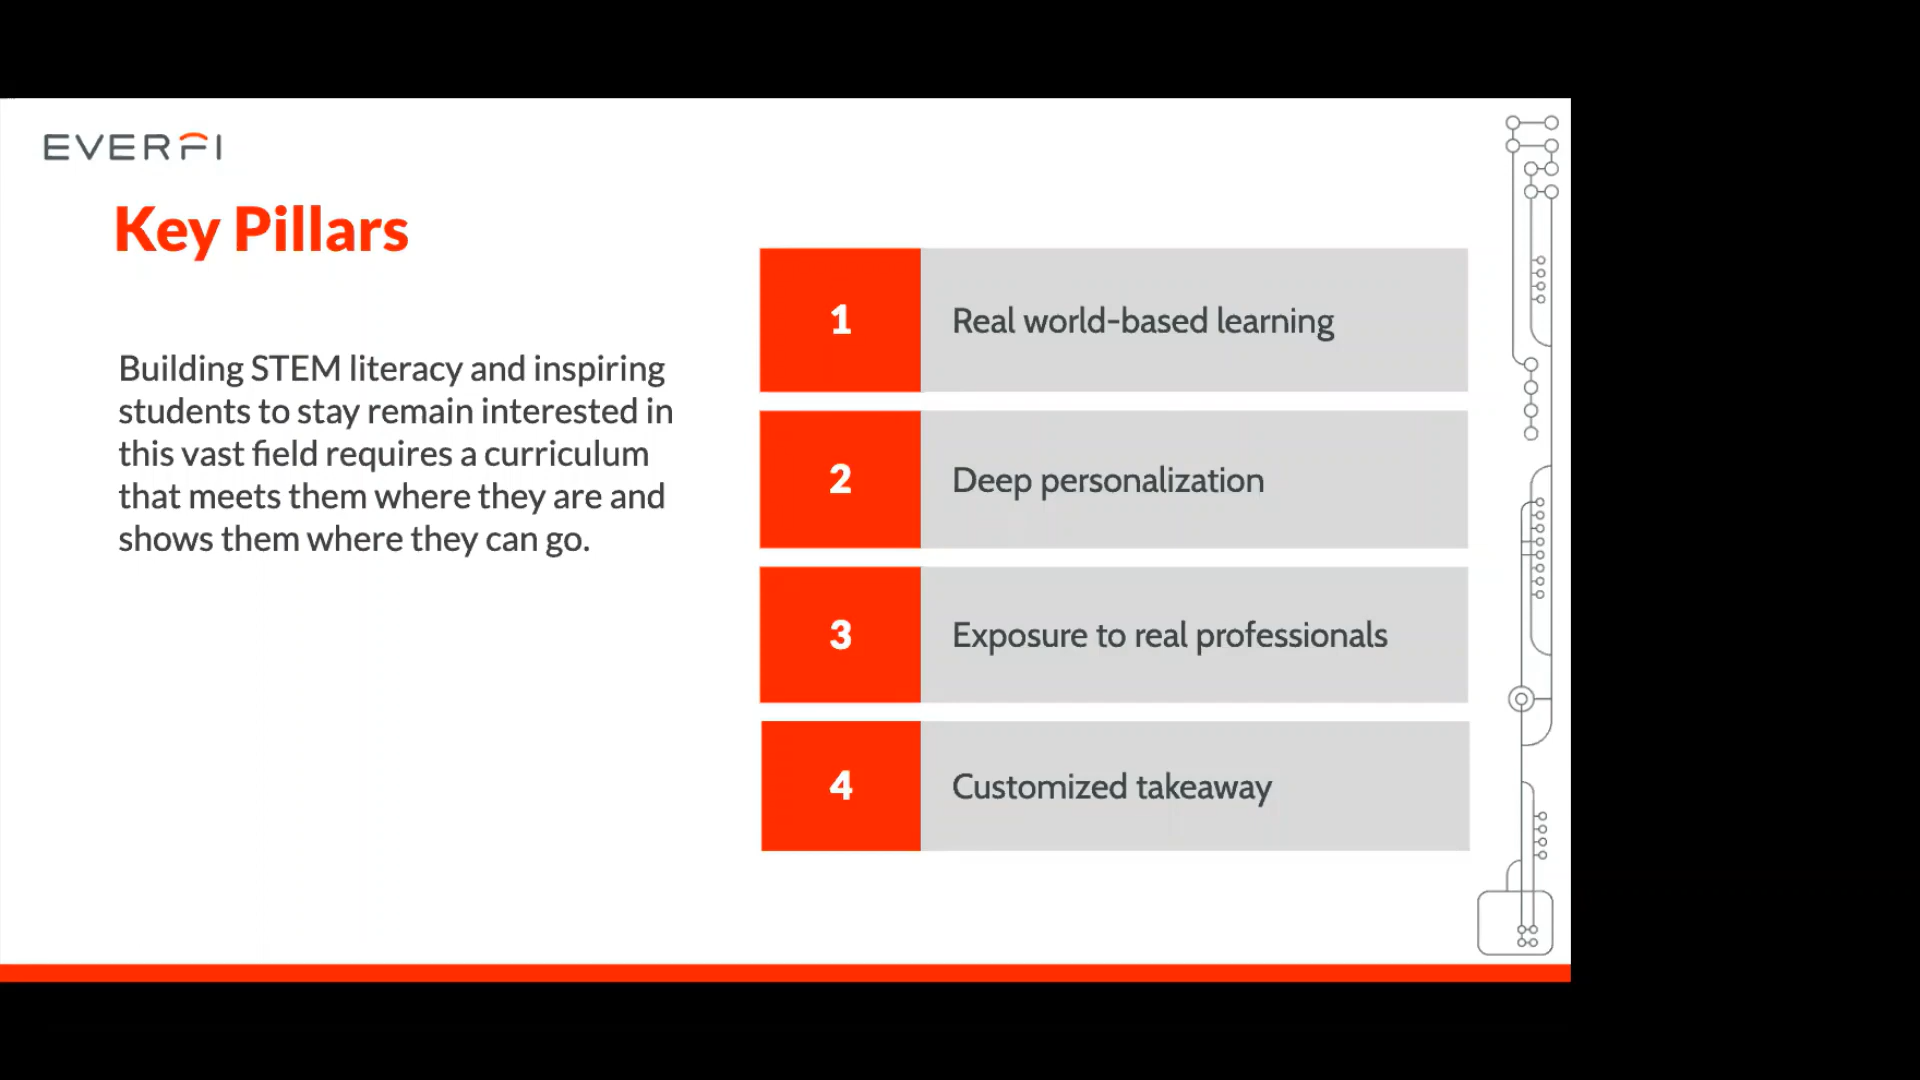 EVERFI
Key Pillars
Building STEM literacy and inspiring
students to stay remain interested in
this vast field requires a curriculum
that meets them where they are and
shows them where they can go.
1 Real world-based learning
2 Deep personalization
3 Exposure to real professionals
4 Customized takeaway